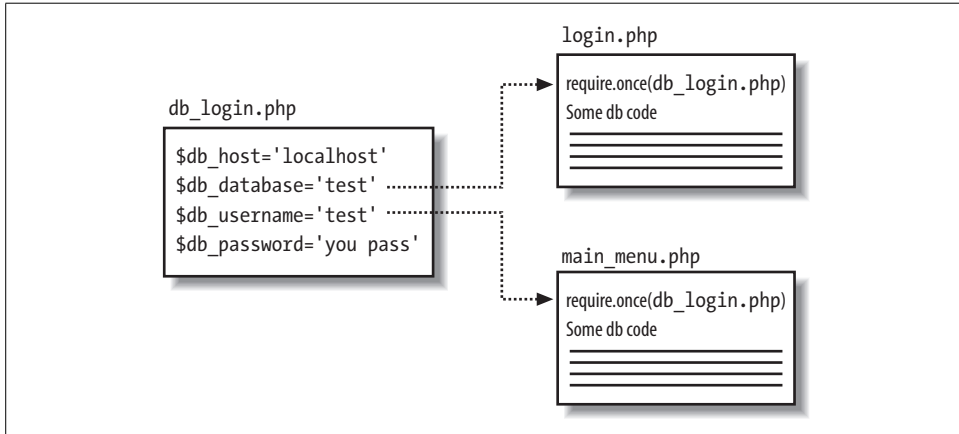 db_login.php
$db_host='localhost'
$db_database='test'
$db_username='test'
$db_password='you pass'
login.php
require.once(db_login.php)
Some db code
main_menu.php
require.once(db_login.php)
Some db code